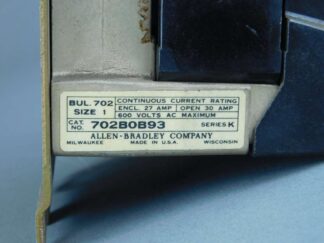 BUL. 702 CONTINUOUS CURRENT RATING
SIZE 1 ENCL. 27 AMP OPEN 30 AMP
600 VOLTS AC MAXIMUM
CAT. NO. 702B0B93 SERIES K
ALLEN-BRADLEY COMPANY
MILWAUKEE MADE IN U.S.A. WISCONSIN